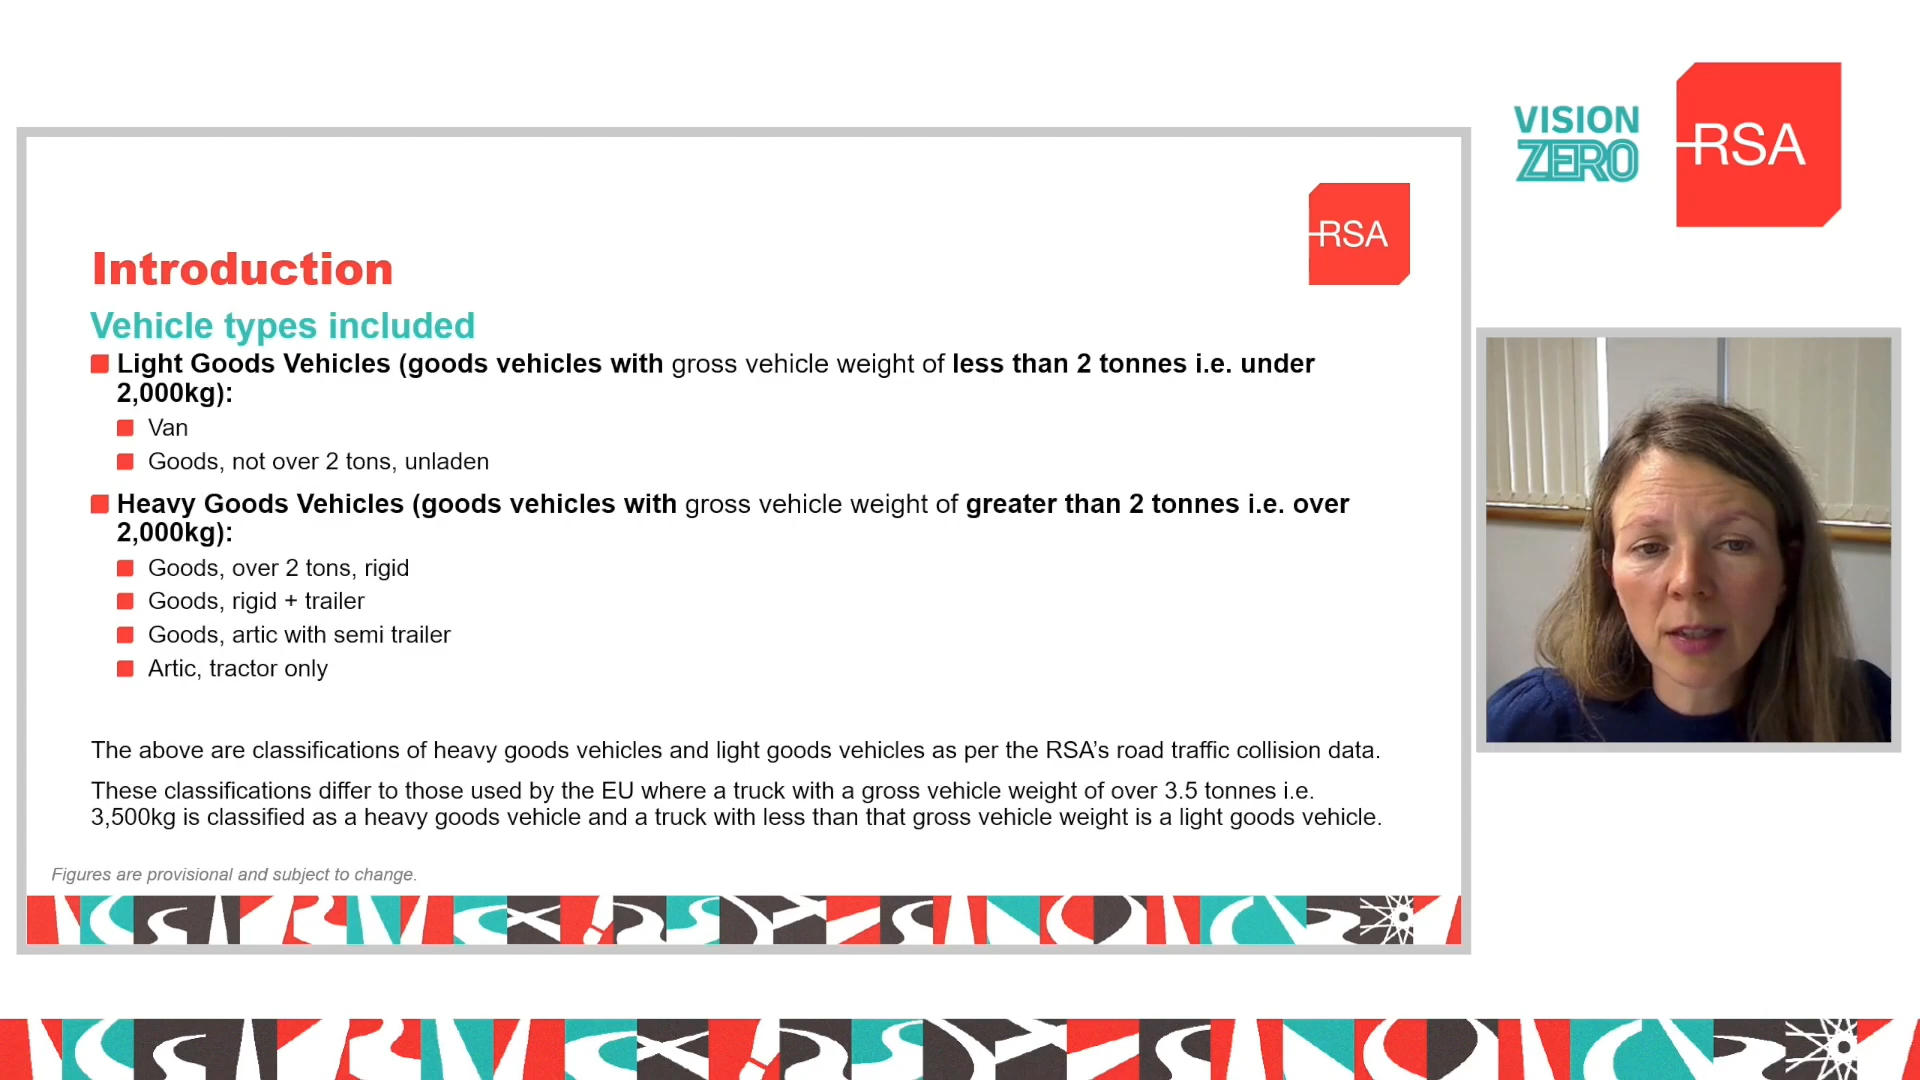 VISION
ZERO
RSA
RSA
Introduction
Vehicle types included
Light Goods Vehicles (goods vehicles with gross vehicle weight of less than 2 tonnes i.e. under
2,000kg):
Van
Goods, not over 2 tons, unladen
Heavy Goods Vehicles (goods vehicles with gross vehicle weight of greater than 2 tonnes i.e. over
2,000kg):
Goods, over 2 tons, rigid
Goods, rigid + trailer
Goods, artic with semi trailer
Artic, tractor only
The above are classifications of heavy goods vehicles and light goods vehicles as per the RSA’s road traffic collision data.
These classifications differ to those used by the EU where a truck with a gross vehicle weight of over 3.5 tonnes i.e.
3,500kg is classified as a heavy goods vehicle and a truck with less than that gross vehicle weight is a light goods vehicle.
Figures are provisional and subject to change.